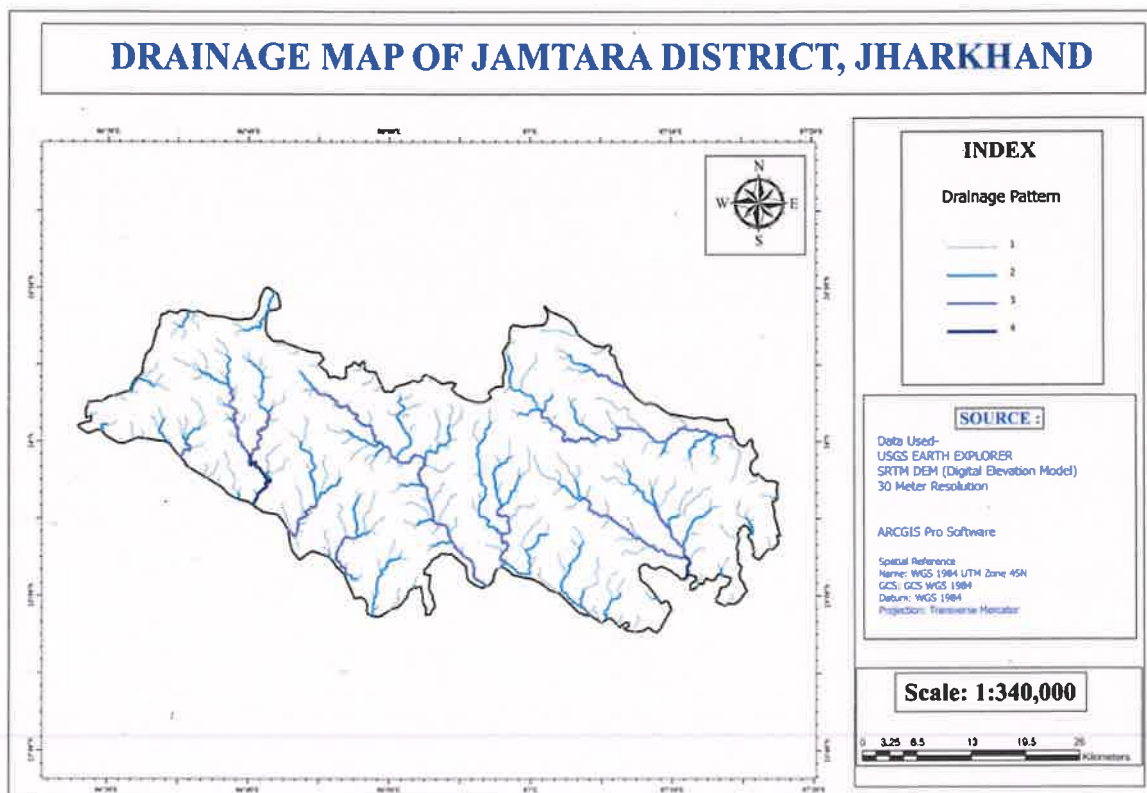 DRAINAGE MAP OF JAMTARA DISTRICT, JHARKHAND
N
W
E
S
INDEX
Drainage Pattern
1
2
3
4
SOURCE :
Data Used-
USGS EARTH EXPLORER
SRTM DEM (Digital Elevation Model)
30 Meter Resolution
ARCGIS Pro Software
Spatial Reference
Name: WGS 1984 UTM Zone 45N
GCS: GCS WGS 1984
Datum: WGS 1984
Projection: Transverse Mercator
Scale: 1:340,000
0 3.25 6.5 13 19.5 26
Kilometers